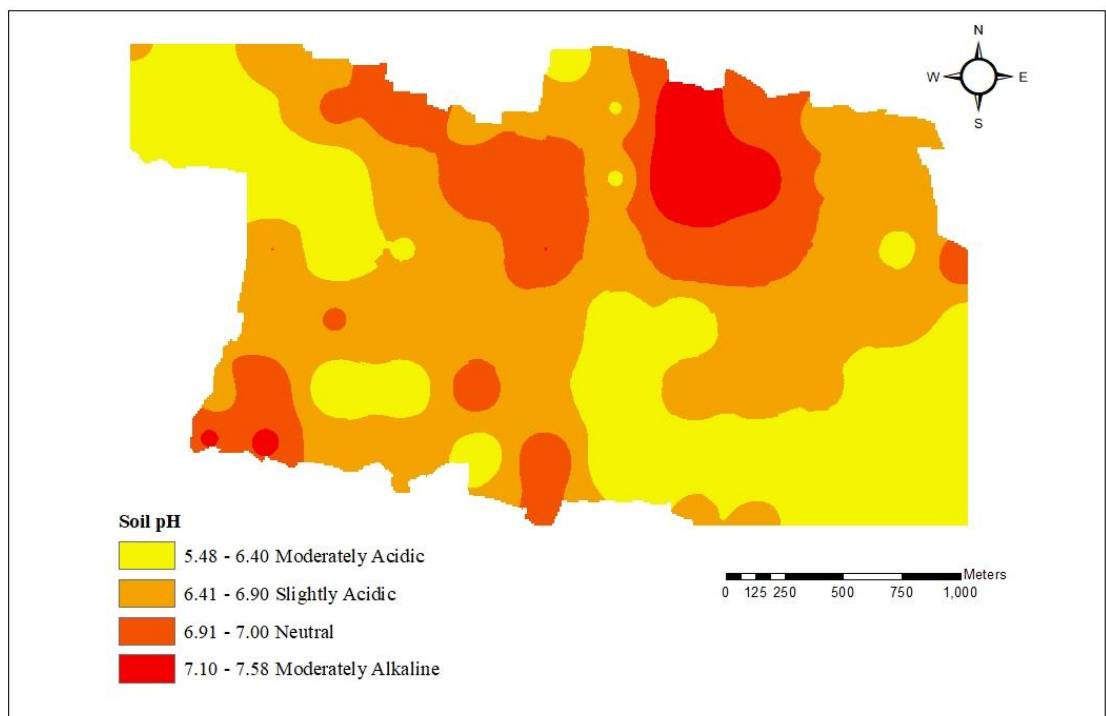 N
W E
S
Soil pH
5.48 - 6.40 Moderately Acidic
6.41 - 6.90 Slightly Acidic
6.91 - 7.00 Neutral
7.10 - 7.58 Moderately Alkaline
Meters
0 125 250 500 750 1,000